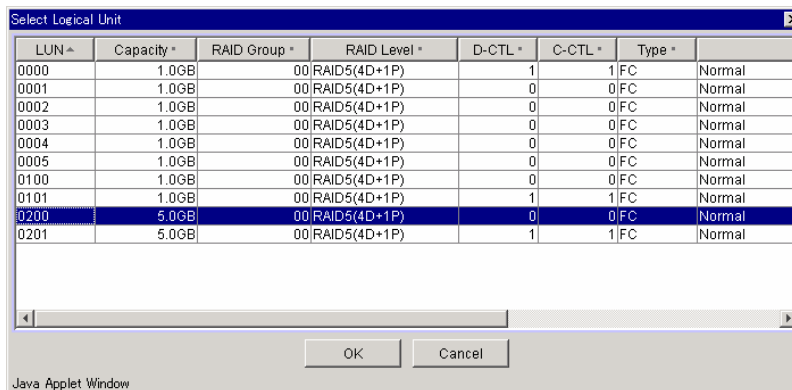 Select Logical Unit
LUN Capacity RAID Group RAID Level D-CTL C-CTL Type
0000 1.0GB 00 RAID5(4D+1P) 1 1 FC Normal
0001 1.0GB 00 RAID5(4D+1P) 0 0 FC Normal
0002 1.0GB 00 RAID5(4D+1P) 0 0 FC Normal
0003 1.0GB 00 RAID5(4D+1P) 0 0 FC Normal
0004 1.0GB 00 RAID5(4D+1P) 0 0 FC Normal
0005 1.0GB 00 RAID5(4D+1P) 0 0 FC Normal
0100 1.0GB 00 RAID5(4D+1P) 0 0 FC Normal
0101 1.0GB 00 RAID5(4D+1P) 1 1 FC Normal
0200 5.0GB 00 RAID5(4D+1P) 0 0 FC Normal
0201 5.0GB 00 RAID5(4D+1P) 1 1 FC Normal
OK Cancel
Java Applet Window